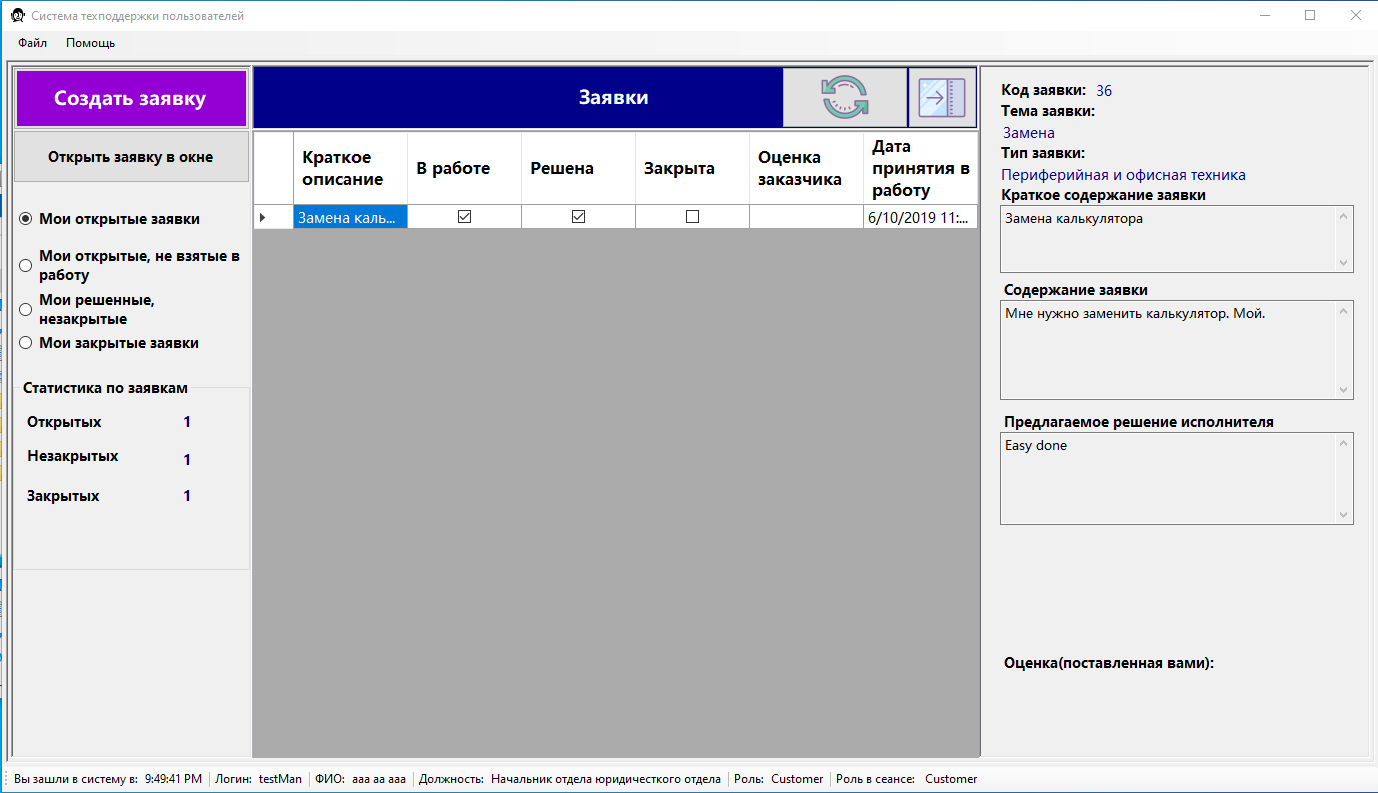 Система техподдержки пользователей
Файл Помощь
Создать заявку
Открыть заявку в окне
Мои открытые заявки
Мои открытые, не взятые в
работу
Мои решенные,
незакрытые
Мои закрытые заявки
Статистика по заявкам
Открытых 1
Незакрытых 1
Закрытых 1
Заявки
Краткое
описание
В работе
Решена
Закрыта
Оценка
заказчика
Дата
принятия в
работу
Замена каль... 6/10/2019 11:...
Код заявки: 36
Тема заявки:
Замена
Тип заявки:
Периферийная и офисная техника
Краткое содержание заявки
Замена калькулятора
Содержание заявки
Мне нужно заменить калькулятор. Мой.
Предлагаемое решение исполнителя
Easy done
Оценка(поставленная вами):
Вы зашли в систему в: 9:49:41 PM Логин: testMan ФИО: ааа аа ааа Должность: Начальник отдела юридичесткого отдела Роль: Customer Роль в сеансе: Customer